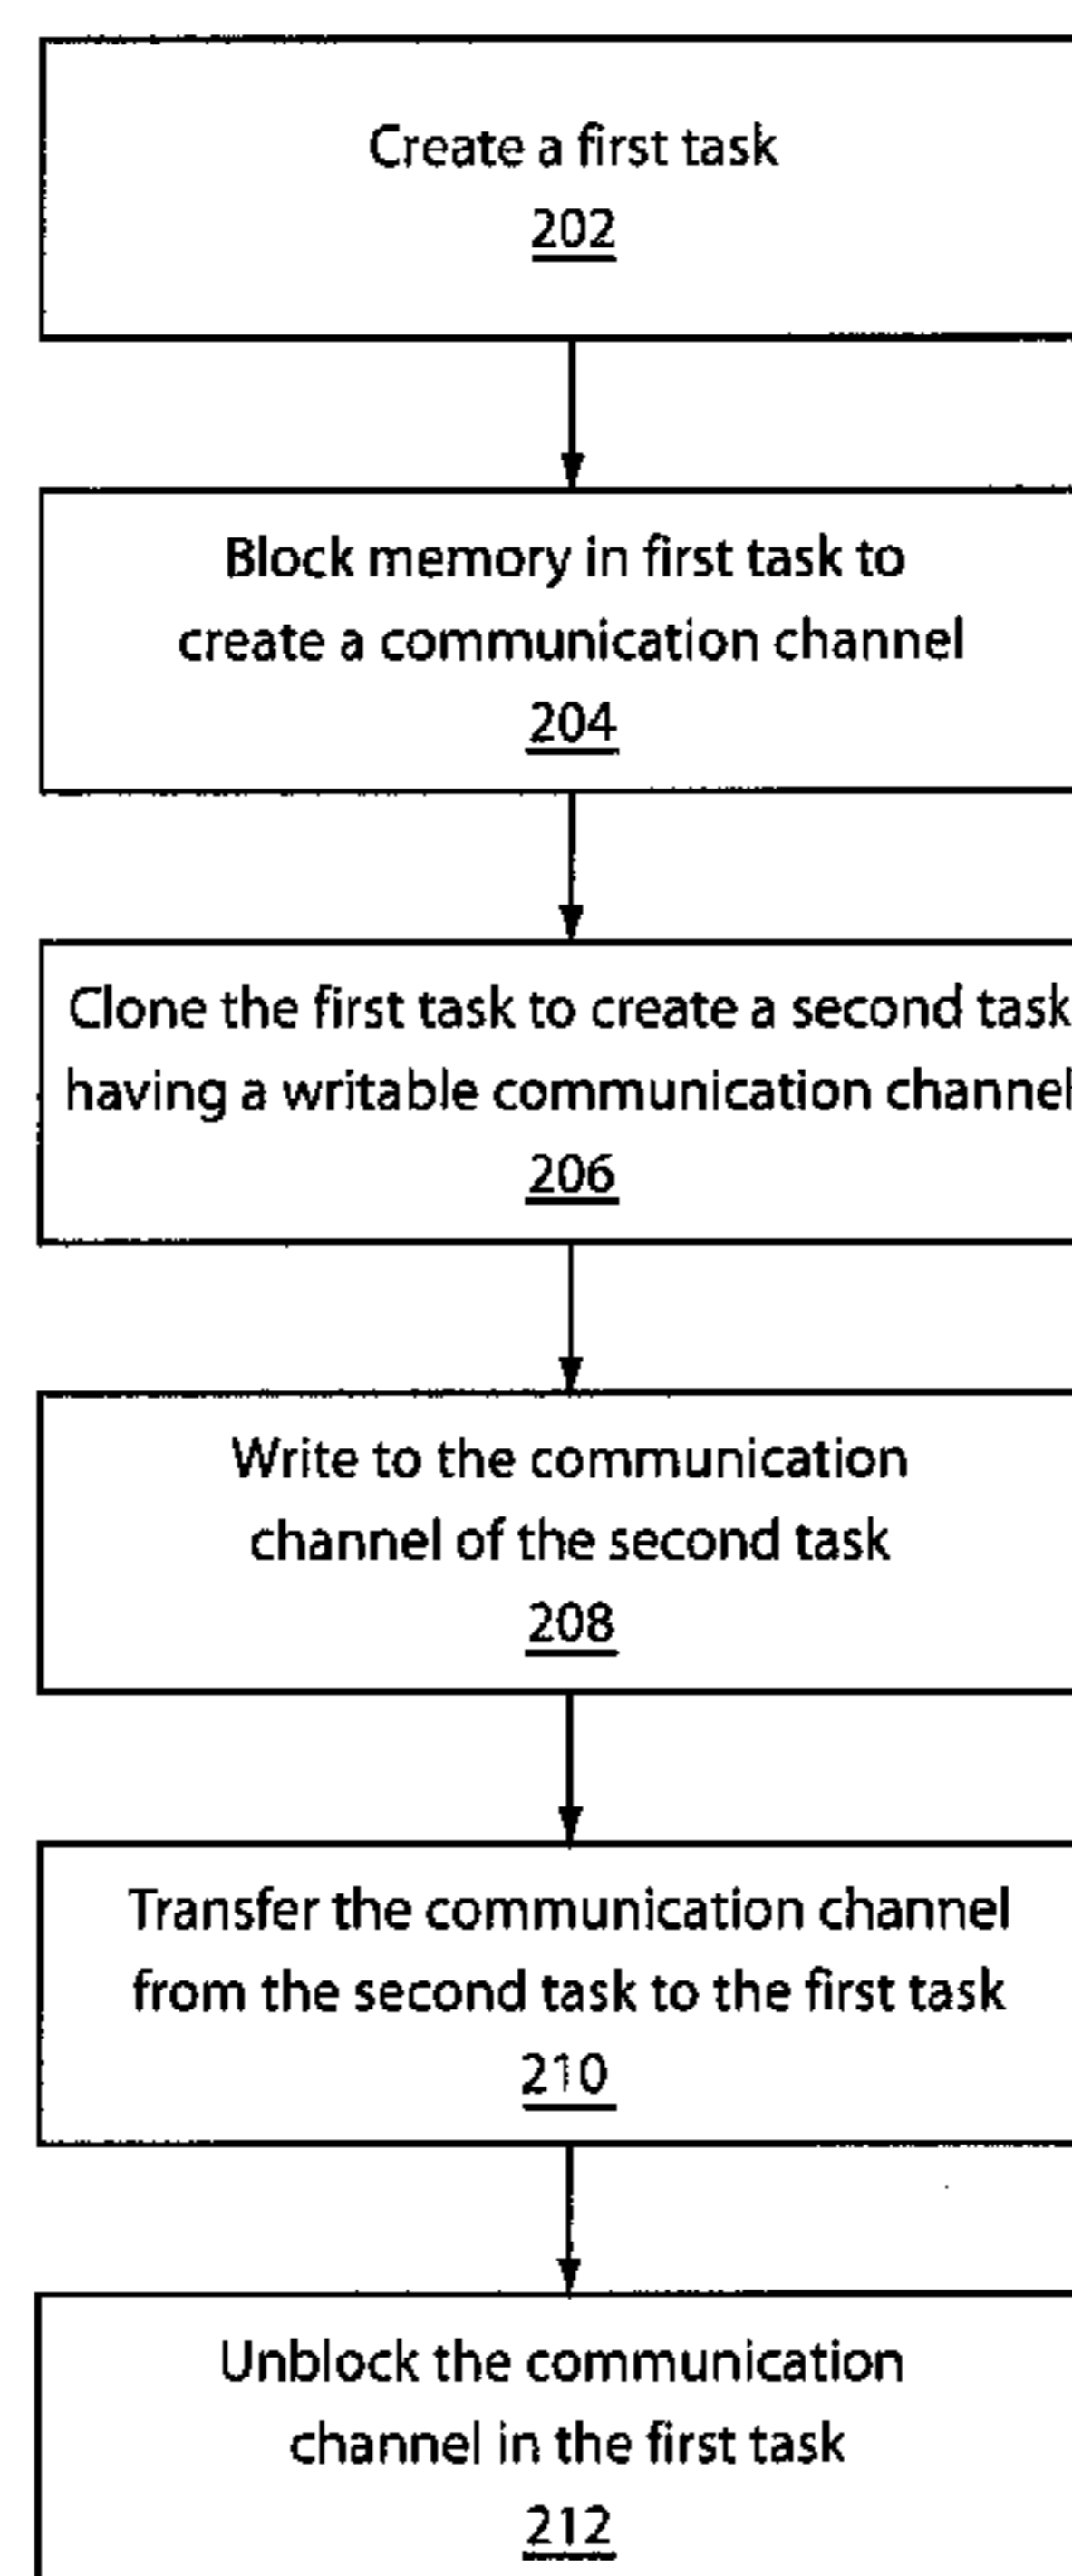 Create a first task
202
Block memory in first task to
create a communication channel
204
Clone the first task to create a second task
having a writable communication channel
206
Write to the communication
channel of the second task
208
Transfer the communication channel
from the second task to the first task
210
Unblock the communication
channel in the first task
212